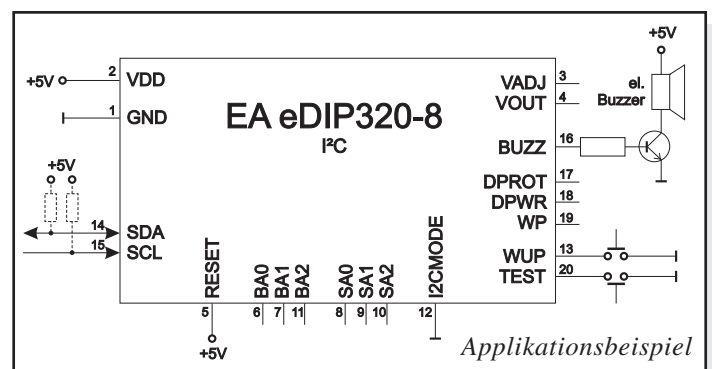 +5V
2 VDD
+5V
1 GND
EA eDIP320-8
I²C
VADJ 3
VOUT 4
el.
Buzzer
BUZZ 16
+5V
DPROT 17
DPWR 18
WP 19
14 SDA
15 SCL
WUP 13
TEST 20
RESET BA0 BA1 BA2 SA0 SA1 SA2 I2CMODE
5 6 7 11 8 9 10 12
+5V
Applikationsbeispiel